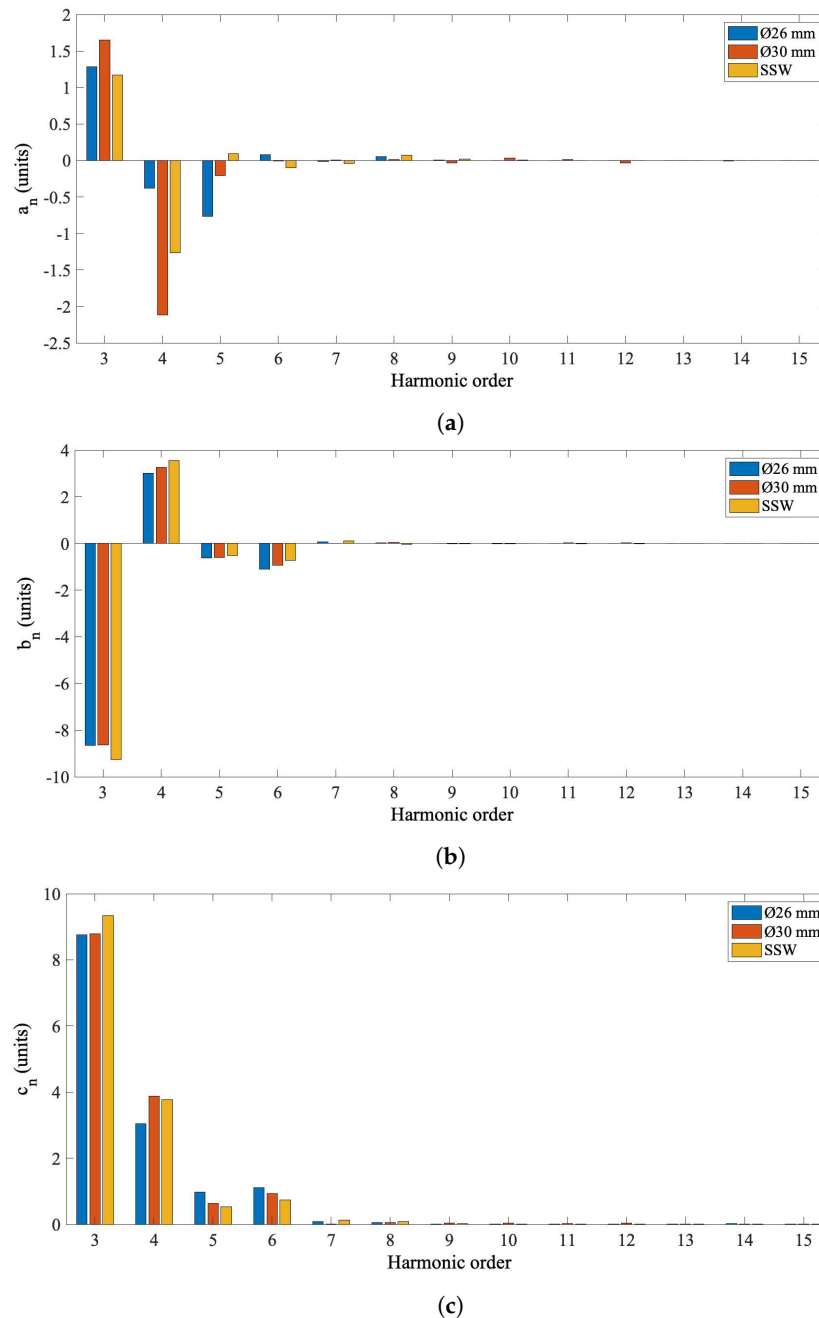 2
1.5
1
0.5
0
-0.5
-1
-1.5
-2
-2.5
a_n (units)
Ø26 mm
Ø30 mm
SSW
3 4 5 6 7 8 9 10 11 12 13 14 15
Harmonic order
(a)
4
2
0
-2
-4
-6
-8
-10
b_n (units)
Ø26 mm
Ø30 mm
SSW
3 4 5 6 7 8 9 10 11 12 13 14 15
Harmonic order
(b)
10
8
6
4
2
0
c_n (units)
Ø26 mm
Ø30 mm
SSW
3 4 5 6 7 8 9 10 11 12 13 14 15
Harmonic order
(c)